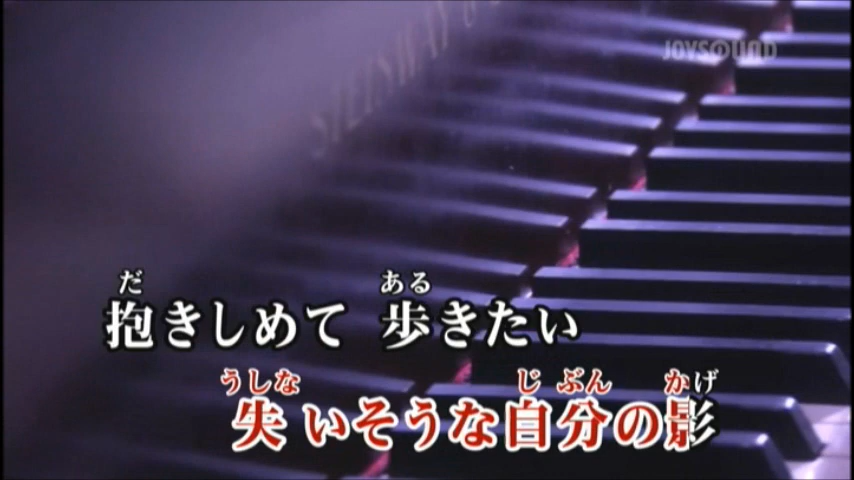 STEINWAY &
JOYSOUND
だ ある
抱きしめて 歩きたい
うしな じ ぶん かげ
失いそうな自分の影